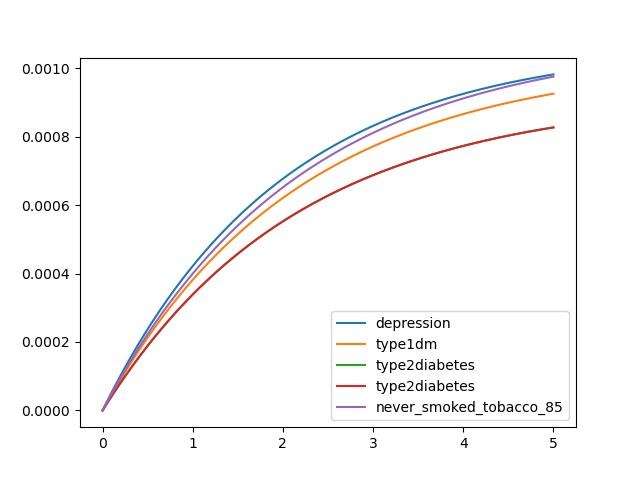 0.0010
0.0008
0.0006
0.0004
0.0002
0.0000
0 1 2 3 4 5
depression
type1dm
type2diabetes
type2diabetes
never_smoked_tobacco_85